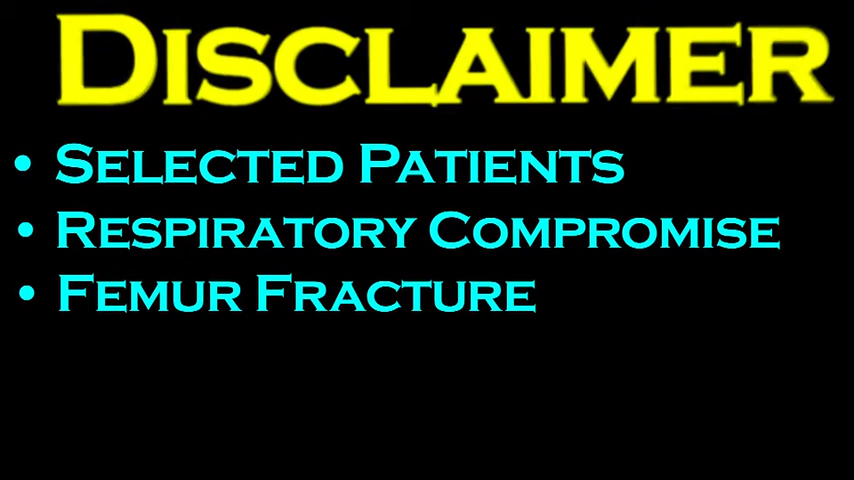 DISCLAIMER
• SELECTED PATIENTS
• RESPIRATORY COMPROMISE
• FEMUR FRACTURE